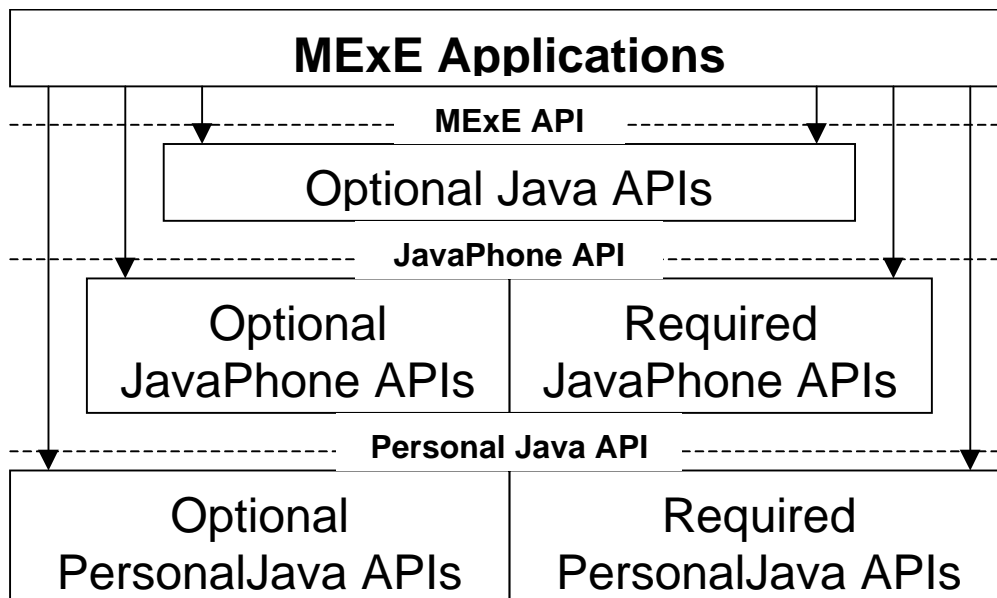 MExE Applications
MExE API
Optional Java APIs
JavaPhone API
Optional
JavaPhone APIs
Required
JavaPhone APIs
Personal Java API
Optional
PersonalJava APIs
Required
PersonalJava APIs